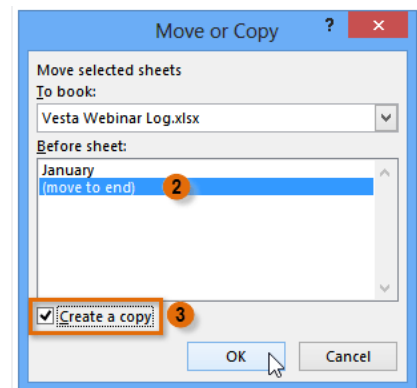 Move or Copy ? ×
Move selected sheets
To book:
Vesta Webinar Log.xlsx
Before sheet:
January
(move to end) 2
Create a copy 3
OK Cancel